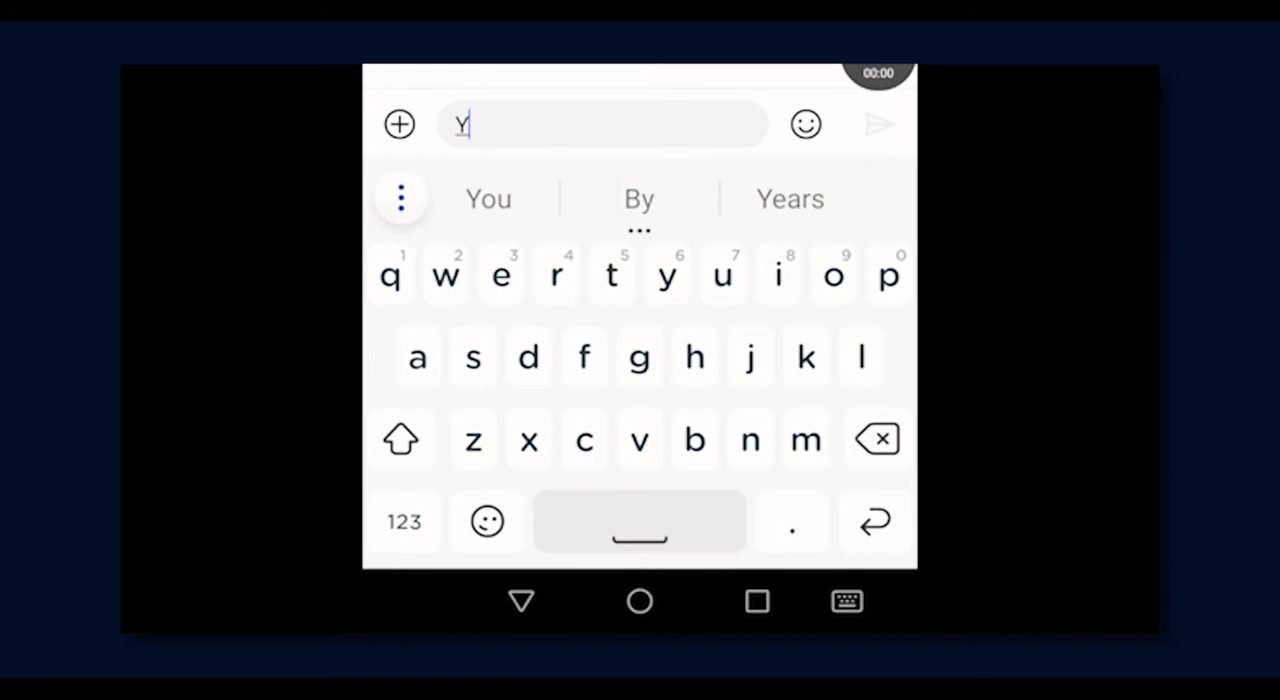 00:00
Y
You By Years
...
1 2 3 4 5 6 7 8 9 0
q w e r t y u i o p
a s d f g h j k l
z x c v b n m
123 .